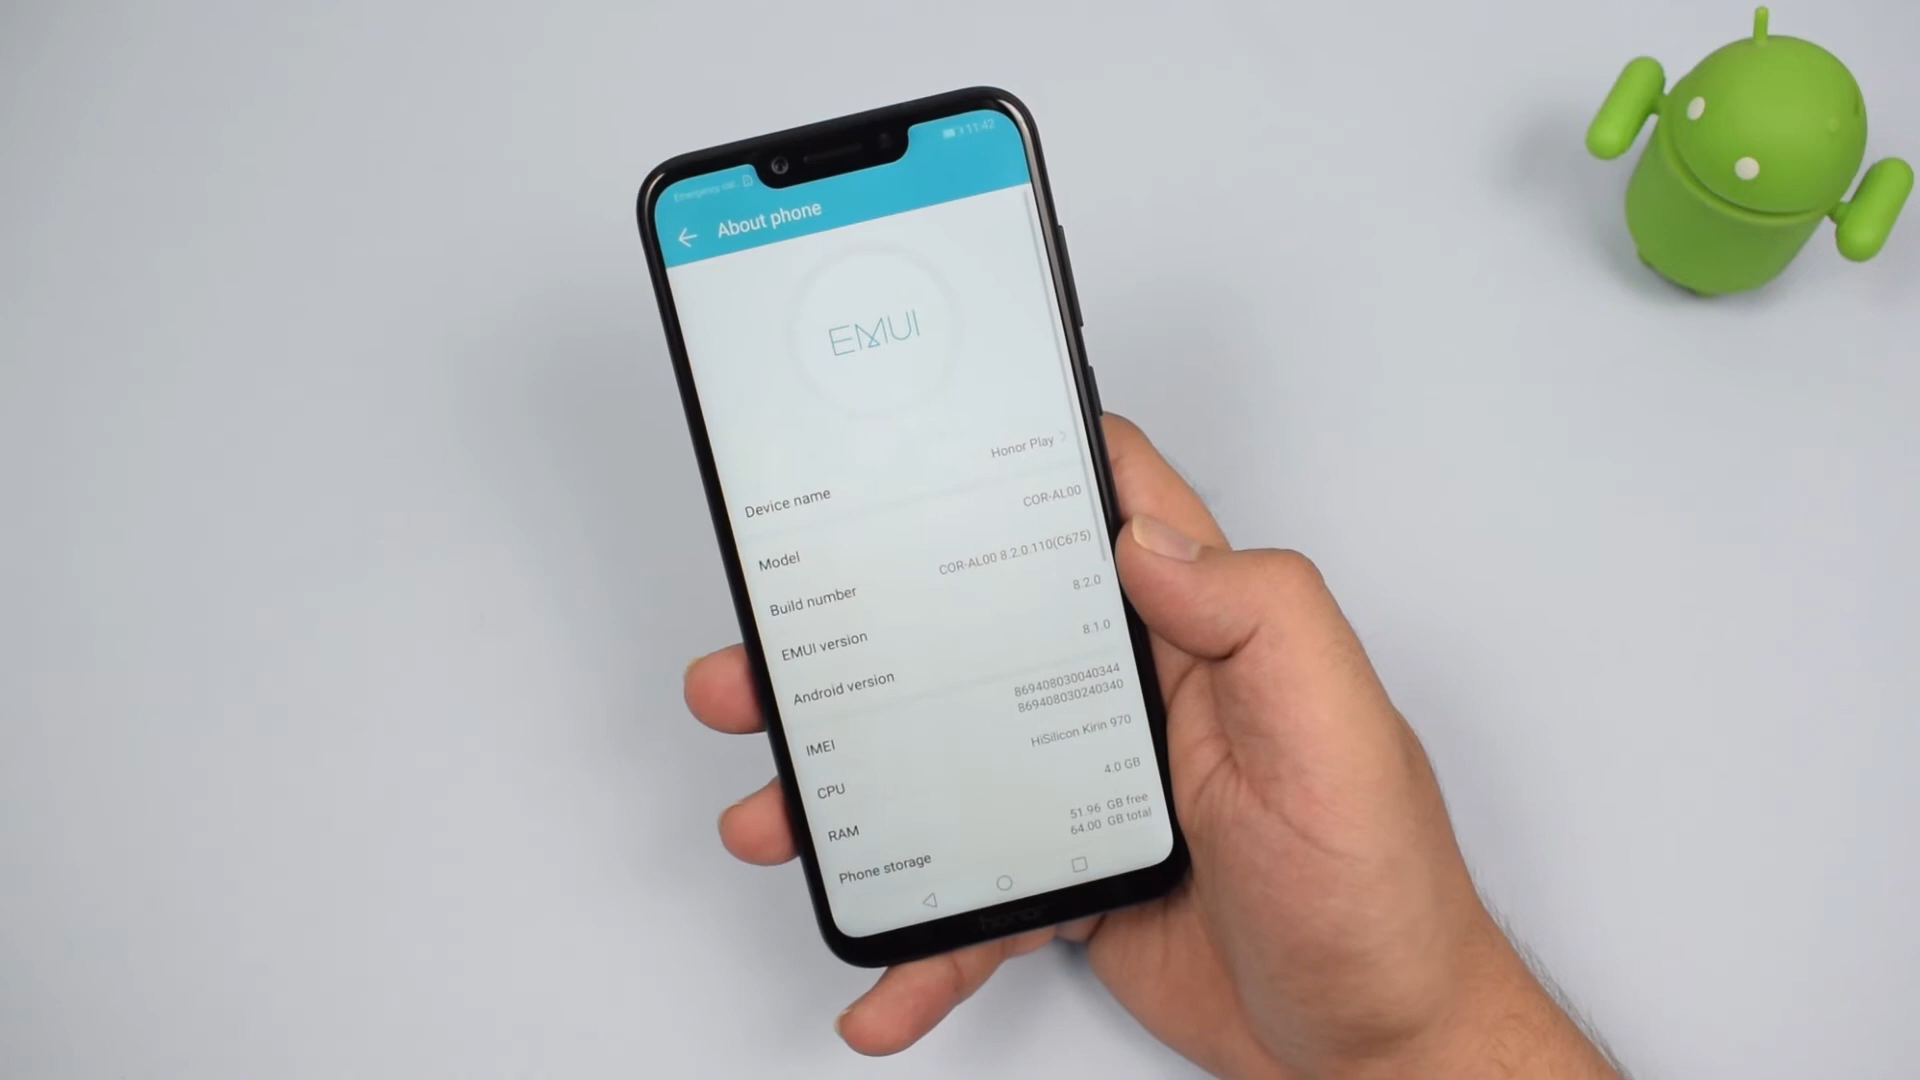 Emergency cal... 11:42
About phone
EMUI
Device name Honor Play
Model COR-AL00
Build number COR-AL00 8.2.0.110(C675)
EMUI version 8.2.0
Android version 8.1.0
IMEI 869408030040344
869408030240340
CPU HiSilicon Kirin 970
RAM 4.0 GB
Phone storage 51.96 GB free
64.00 GB total
honor